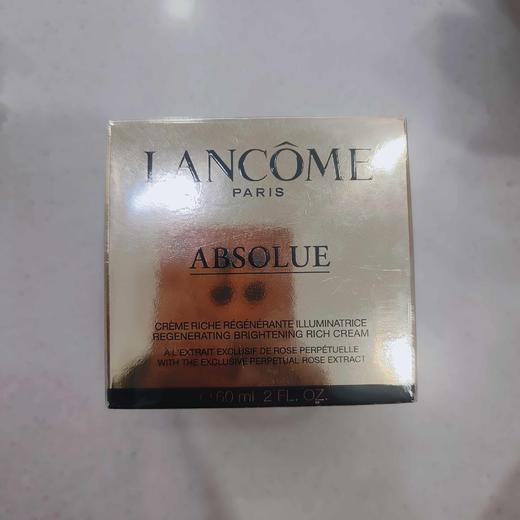 LANCÔME
PARIS
ABSOLUE
CRÈME RICHE RÉGÉNÉRANTE ILLUMINATRICE
REGENERATING BRIGHTENING RICH CREAM
À L'EXTRAIT EXCLUSIF DE ROSE PERPÉTUELLE
WITH THE EXCLUSIVE PERPETUAL ROSE EXTRACT
60 ml 2 FL. OZ.